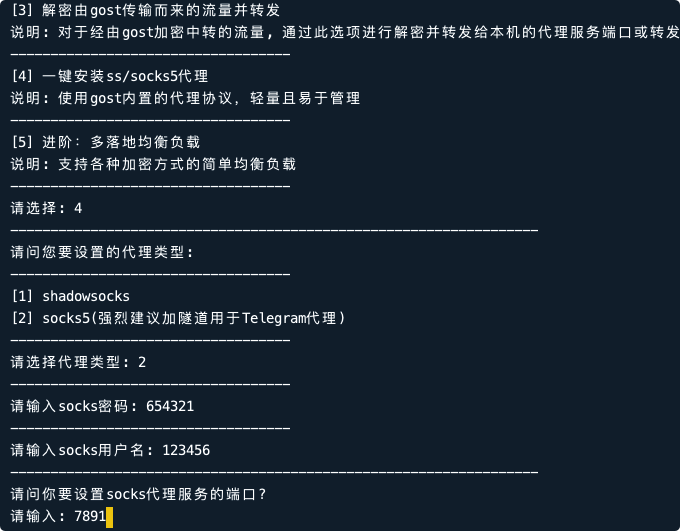 [3] 解密由gost传输而来的流量并转发
说明: 对于经由gost加密中转的流量, 通过此选项进行解密并转发给本机的代理服务端口或转发
-----------------------------------
[4] 一键安装ss/socks5代理
说明: 使用gost内置的代理协议, 轻量且易于管理
-----------------------------------
[5] 进阶: 多落地均衡负载
说明: 支持各种加密方式的简单均衡负载
-----------------------------------
请选择: 4
------------------------------------------------------------------
请问您要设置的代理类型:
-----------------------------------
[1] shadowsocks
[2] socks5(强烈建议加隧道用于Telegram代理)
-----------------------------------
请选择代理类型: 2
-----------------------------------
请输入socks密码: 654321
-----------------------------------
请输入socks用户名: 123456
------------------------------------------------------------------
请问你要设置socks代理服务的端口?
请输入: 7891